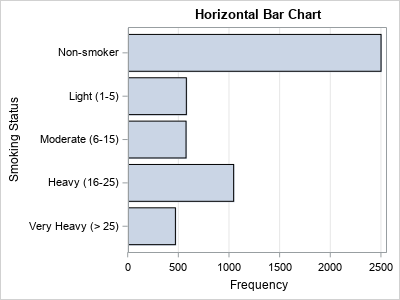 Horizontal Bar Chart
Smoking Status
Non-smoker
Light (1-5)
Moderate (6-15)
Heavy (16-25)
Very Heavy (> 25)
0 500 1000 1500 2000 2500
Frequency